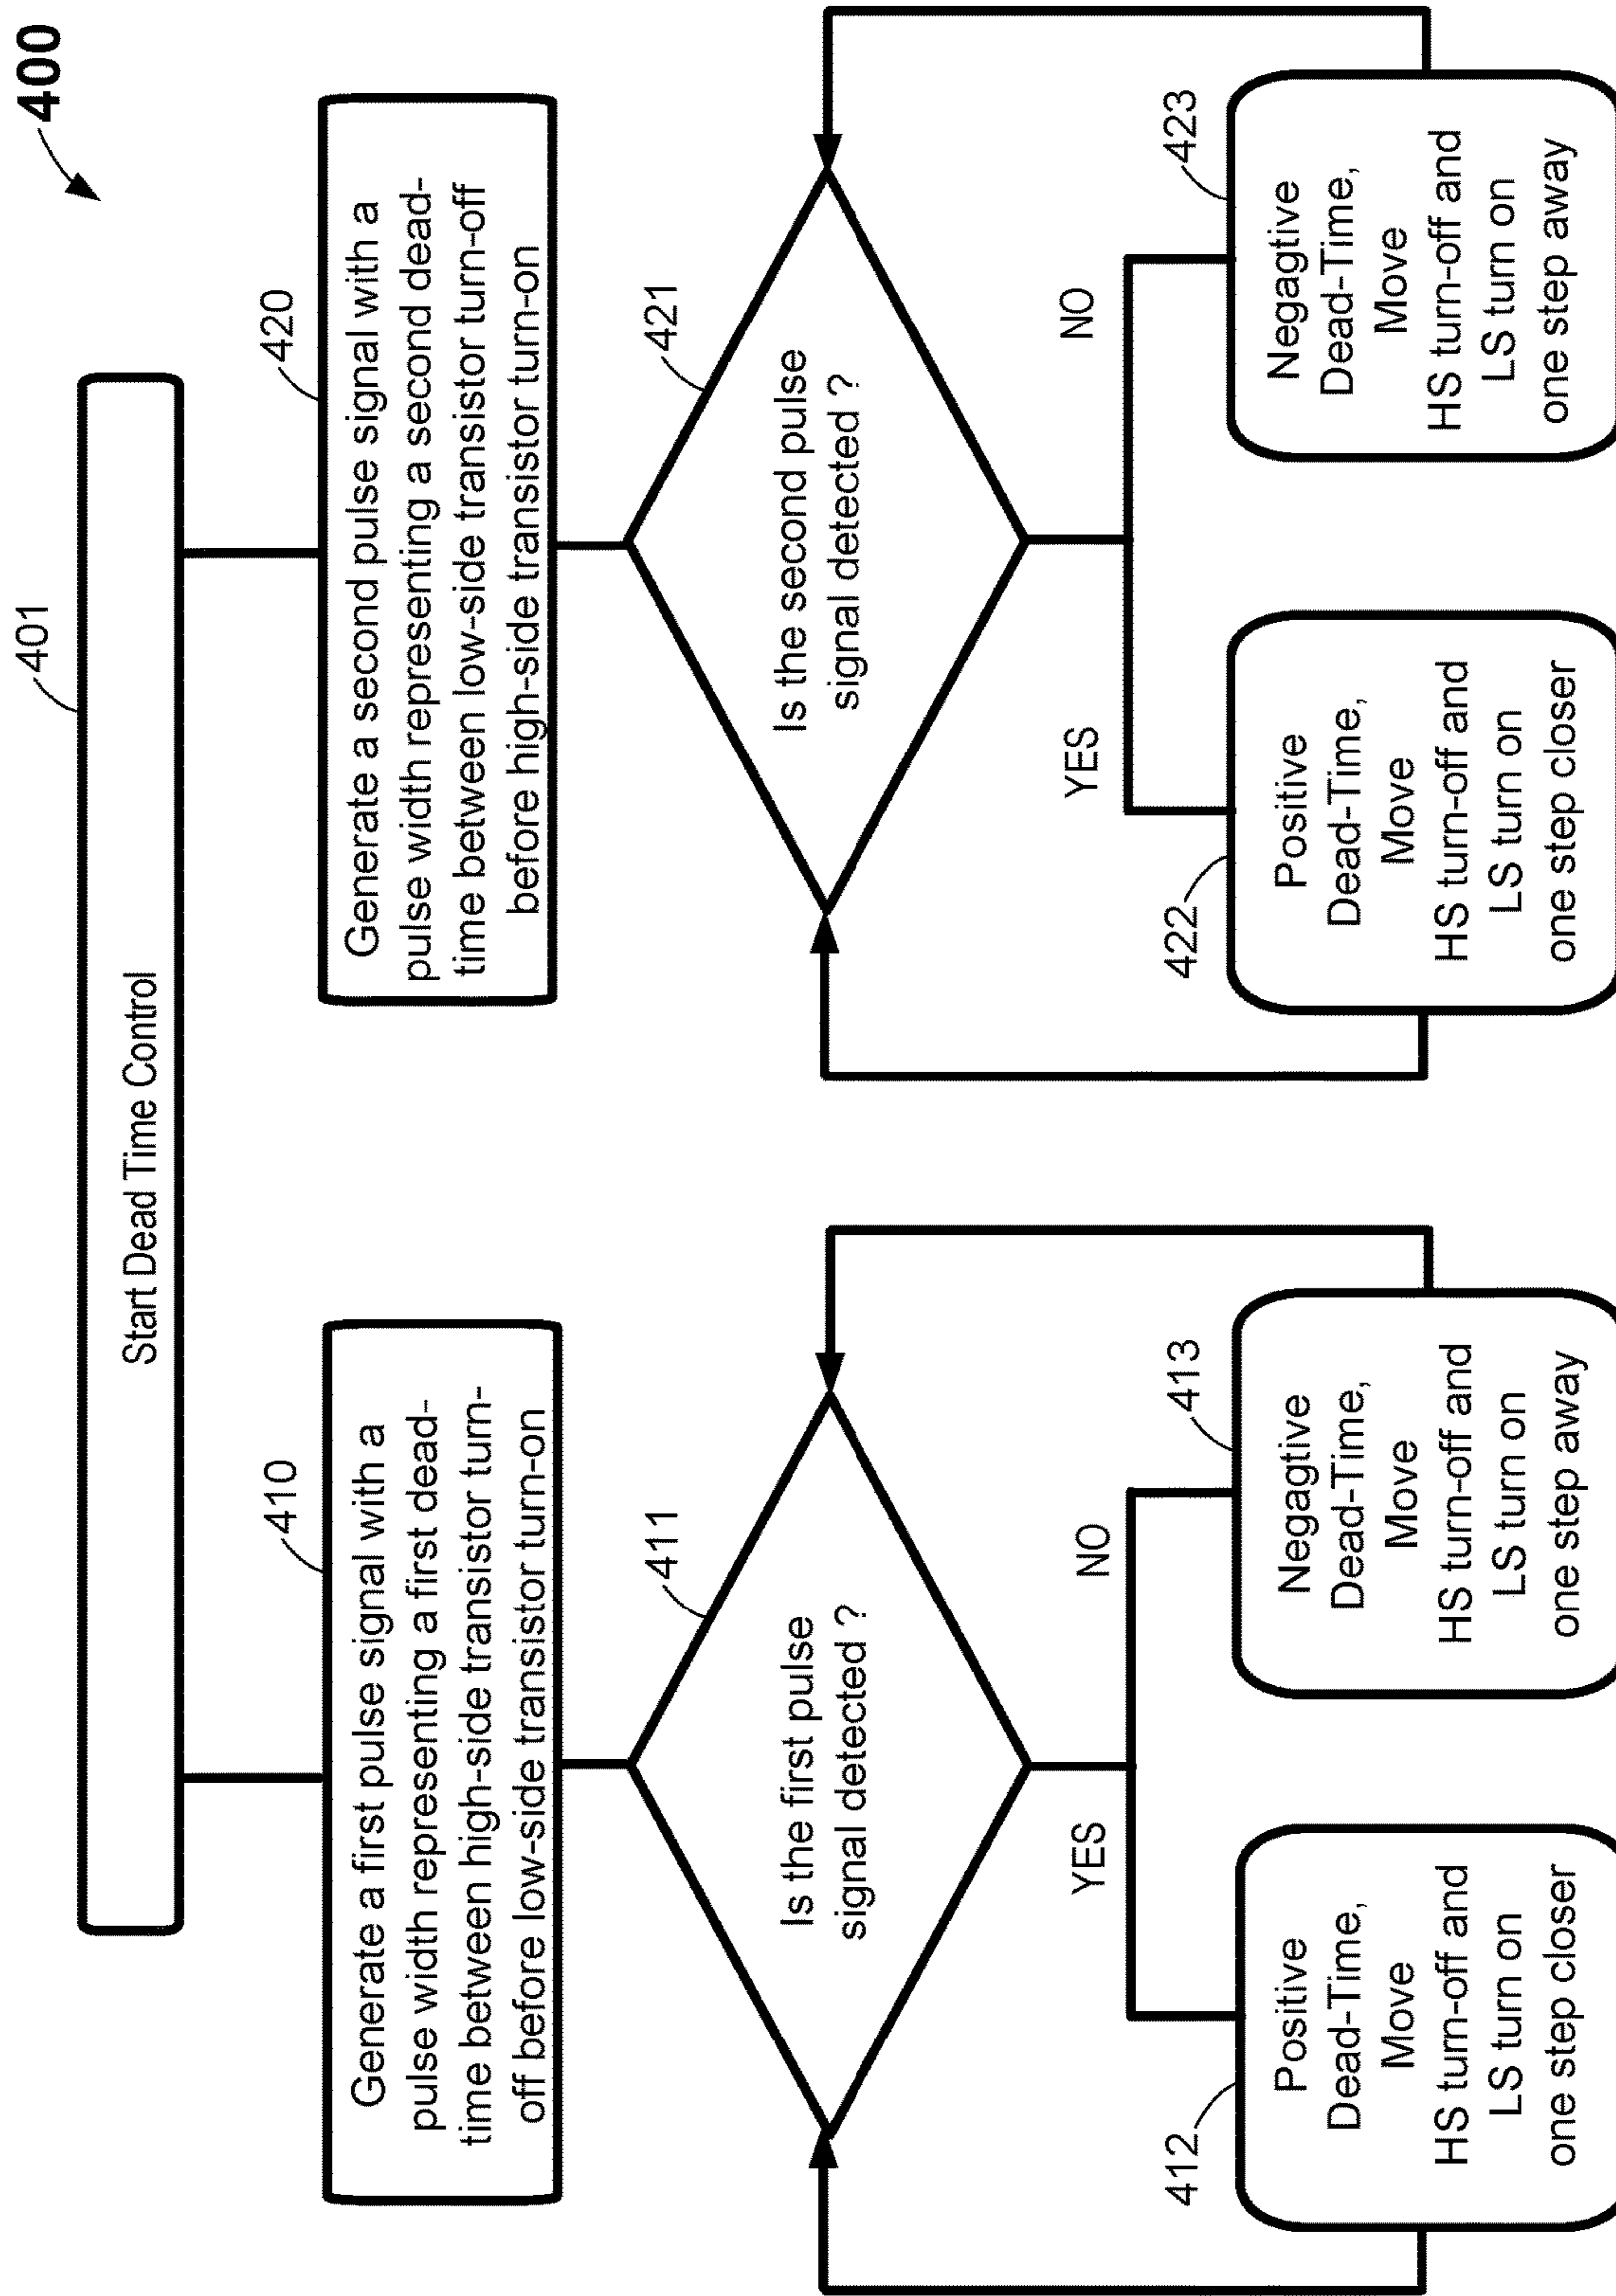 400
401
Start Dead Time Control
410
Generate a first pulse signal with a
pulse width representing a first dead-
time between high-side transistor turn-
off before low-side transistor turn-on
411
Is the first pulse
signal detected ?
YES
NO
412
Positive
Dead-Time,
Move
HS turn-off and
LS turn on
one step closer
413
Negagtive
Dead-Time,
Move
HS turn-off and
LS turn on
one step away
420
Generate a second pulse signal with a
pulse width representing a second dead-
time between low-side transistor turn-off
before high-side transistor turn-on
421
Is the second pulse
signal detected ?
YES
NO
422
Positive
Dead-Time,
Move
HS turn-off and
LS turn on
one step closer
423
Negagtive
Dead-Time,
Move
HS turn-off and
LS turn on
one step away